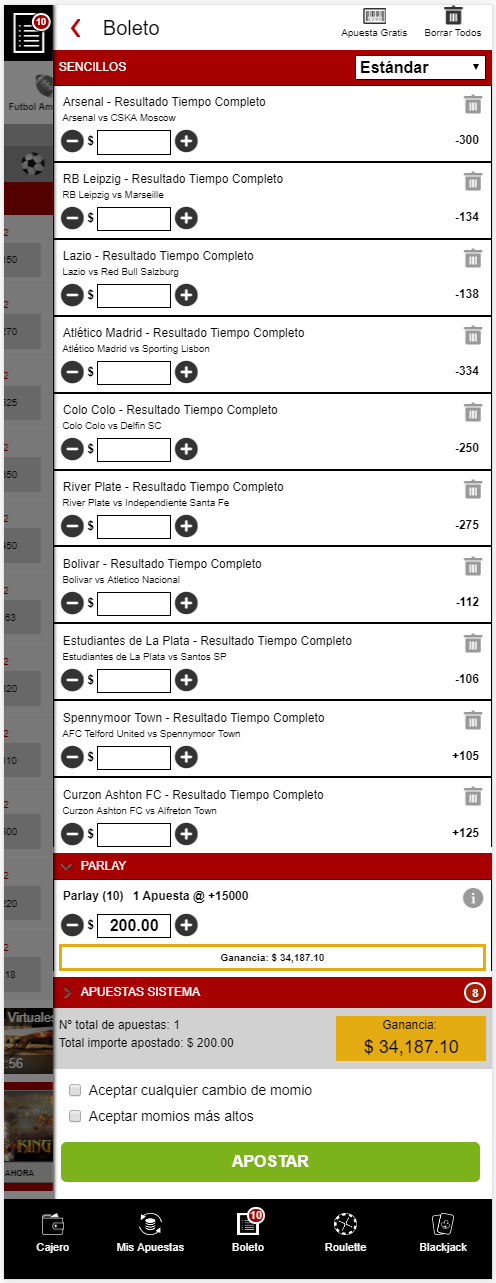 10
Boleto
Apuesta Gratis
Borrar Todos
SENCILLOS
Estándar
Futbol Am
Arsenal - Resultado Tiempo Completo
Arsenal vs CSKA Moscow
$
-300
RB Leipzig - Resultado Tiempo Completo
RB Leipzig vs Marseille
$
-134
Lazio - Resultado Tiempo Completo
Lazio vs Red Bull Salzburg
$
-138
Atlético Madrid - Resultado Tiempo Completo
Atlético Madrid vs Sporting Lisbon
$
-334
Colo Colo - Resultado Tiempo Completo
Colo Colo vs Delfin SC
$
-250
River Plate - Resultado Tiempo Completo
River Plate vs Independiente Santa Fe
$
-275
Bolivar - Resultado Tiempo Completo
Bolivar vs Atletico Nacional
$
-112
Estudiantes de La Plata - Resultado Tiempo Completo
Estudiantes de La Plata vs Santos SP
$
-106
Spennymoor Town - Resultado Tiempo Completo
AFC Telford United vs Spennymoor Town
$
+105
Curzon Ashton FC - Resultado Tiempo Completo
Curzon Ashton FC vs Alfreton Town
$
+125
PARLAY
Parlay (10) 1 Apuesta @ +15000
$ 200.00
Ganancia: $ 34,187.10
APUESTAS SISTEMA
8
Nº total de apuestas: 1
Total importe apostado: $ 200.00
Ganancia:
$ 34,187.10
Virtuales
:56
KING
AHORA
Aceptar cualquier cambio de momio
Aceptar momios más altos
APOSTAR
Cajero
Mis Apuestas
10
Boleto
Roulette
Blackjack